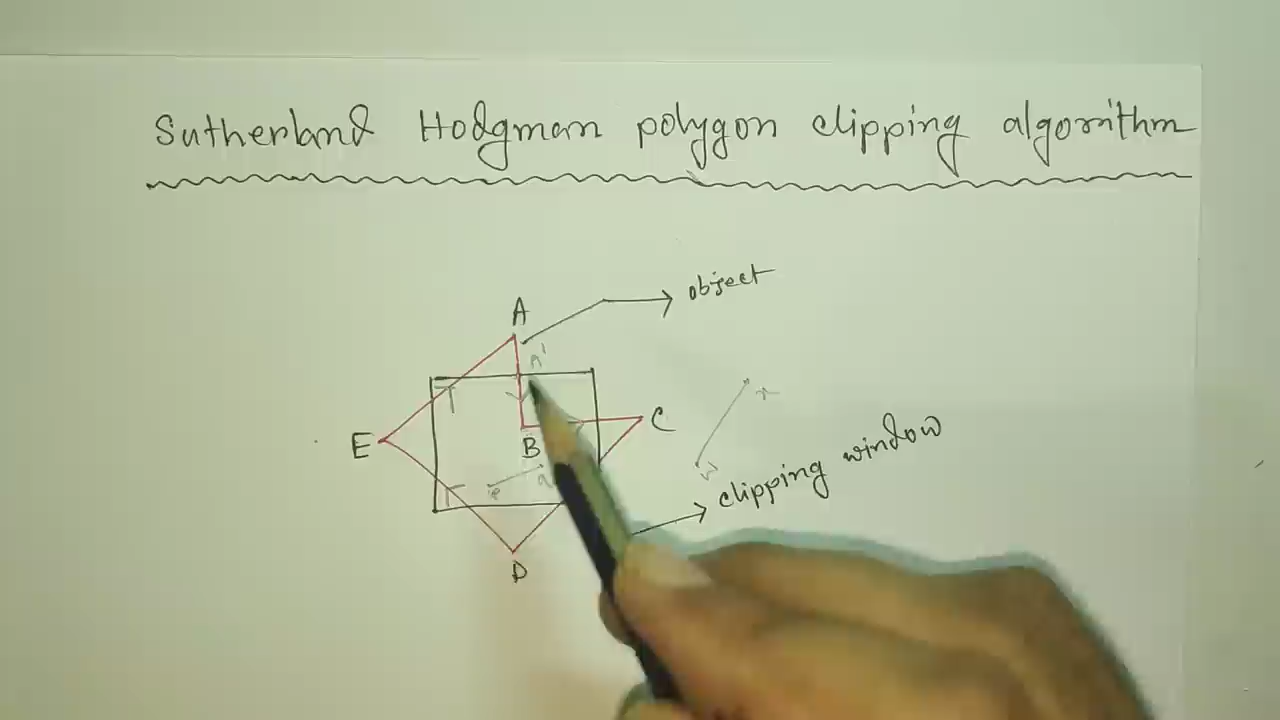 Sutherland Hodgman polygon clipping algorithm
object
A
A'
E
C
B
clipping window
D